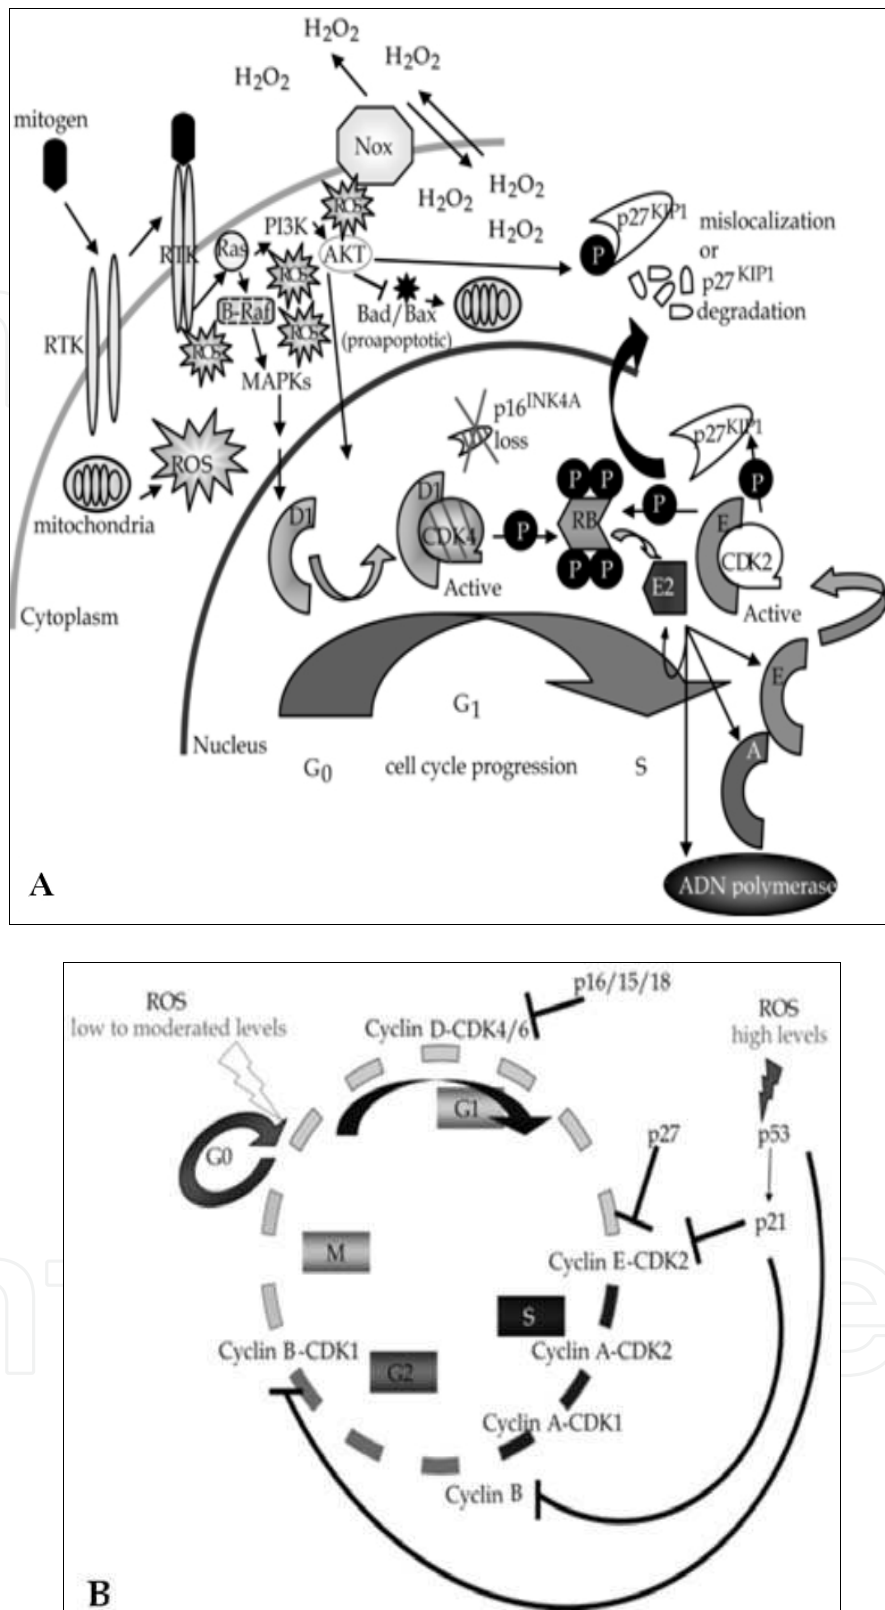 H2O2
H2O2
H2O2
mitogen
Nox
H2O2
H2O2
H2O2
ROS
p27KIP1
P
mislocalization
or
p27 KIP1
degradation
RTK
Ras
PI3K
AKT
ROS
B-Raf
ROS
Bad/Bax
(proapoptotic)
RTK
ROS
MAPKs
p16INK4A
loss
p27KIP1
ROS
mitochondria
P P
P
P
D1
D1
CDK4
P
RB
E
CDK2
P P
Active
E2
Active
Cytoplasm
E
G1
Nucleus
G0
cell cycle progression
S
A
ADN polymerase
A
ROS
low to moderated levels
p16/15/18
Cyclin D-CDK4/6
ROS
high levels
G1
p27
p53
G0
p21
M
Cyclin E-CDK2
S
Cyclin B-CDK1
Cyclin A-CDK2
G2
Cyclin A-CDK1
Cyclin B
B